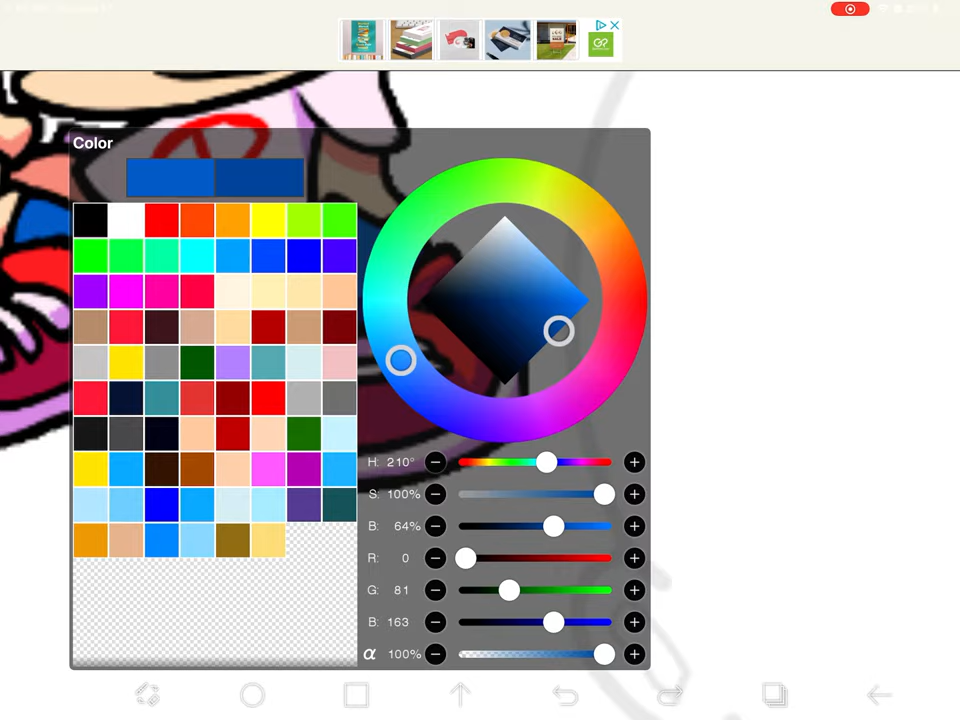 Color
H: 210°
S: 100%
B: 64%
R: 0
G: 81
B: 163
α 100%